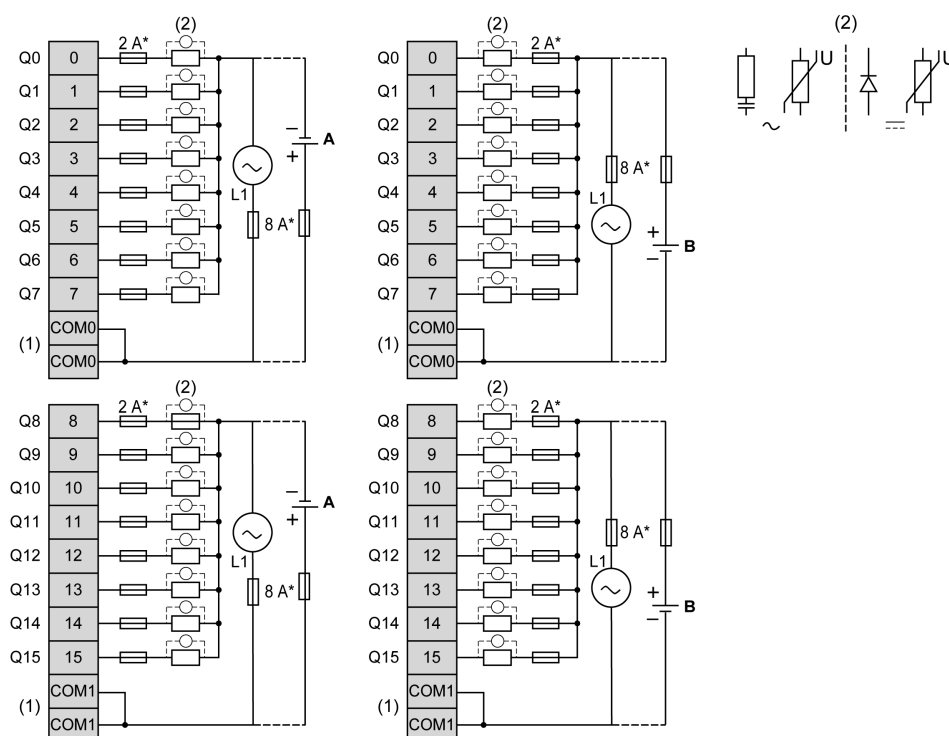 (2)
Q0 0 2 A*
Q1 1
Q2 2
Q3 3
Q4 4
Q5 5
Q6 6
Q7 7
COM0
(1)
COM0
L1
8 A*
−
+
A
(2)
Q0 0 2 A*
Q1 1
Q2 2
Q3 3
Q4 4
Q5 5
Q6 6
Q7 7
COM0
(1)
COM0
8 A*
L1
+
−
B
(2)
U
U
(2)
Q8 8 2 A*
Q9 9
Q10 10
Q11 11
Q12 12
Q13 13
Q14 14
Q15 15
COM1
(1)
COM1
L1
8 A*
−
+
A
(2)
Q8 8 2 A*
Q9 9
Q10 10
Q11 11
Q12 12
Q13 13
Q14 14
Q15 15
COM1
(1)
COM1
8 A*
L1
+
−
B